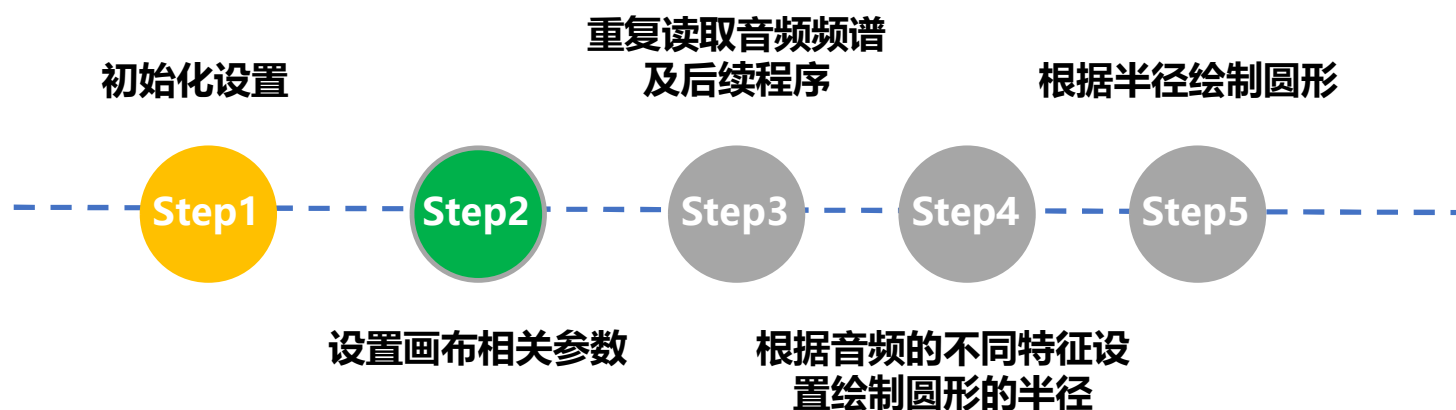 初始化设置
重复读取音频频谱
及后续程序
根据半径绘制圆形
Step1
Step2
Step3
Step4
Step5
设置画布相关参数
根据音频的不同特征设
置绘制圆形的半径